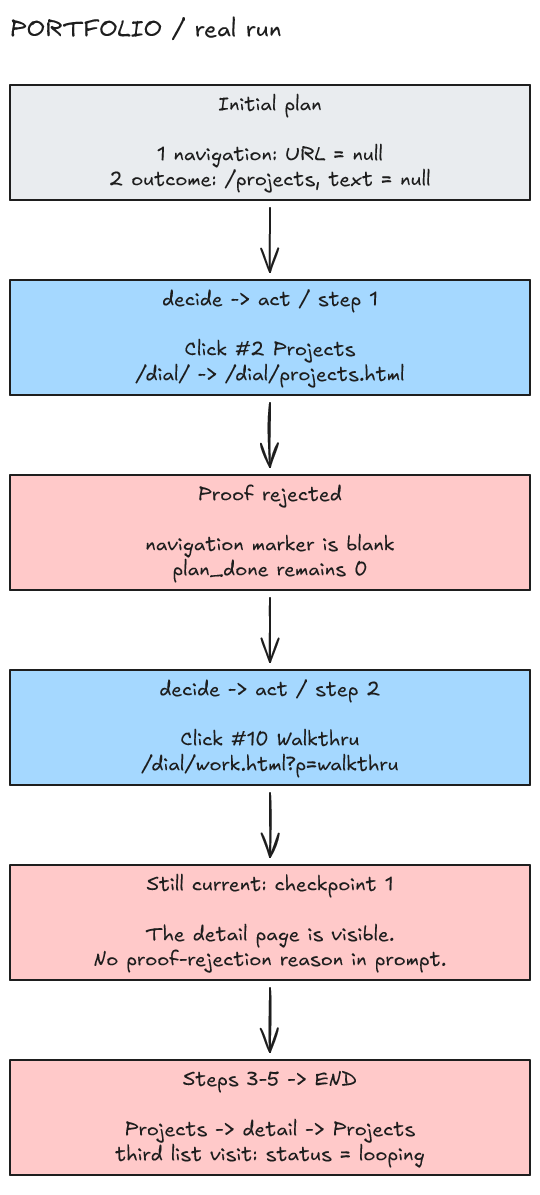 PORTFOLIO / real run
Initial plan
1 navigation: URL = null
2 outcome: /projects, text = null
decide -> act / step 1
Click #2 Projects
/dial/ -> /dial/projects.html
Proof rejected
navigation marker is blank
plan_done remains 0
decide -> act / step 2
Click #10 Walkthru
/dial/work.html?p=walkthru
Still current: checkpoint 1
The detail page is visible.
No proof-rejection reason in prompt.
Steps 3-5 -> END
Projects -> detail -> Projects
third list visit: status = looping